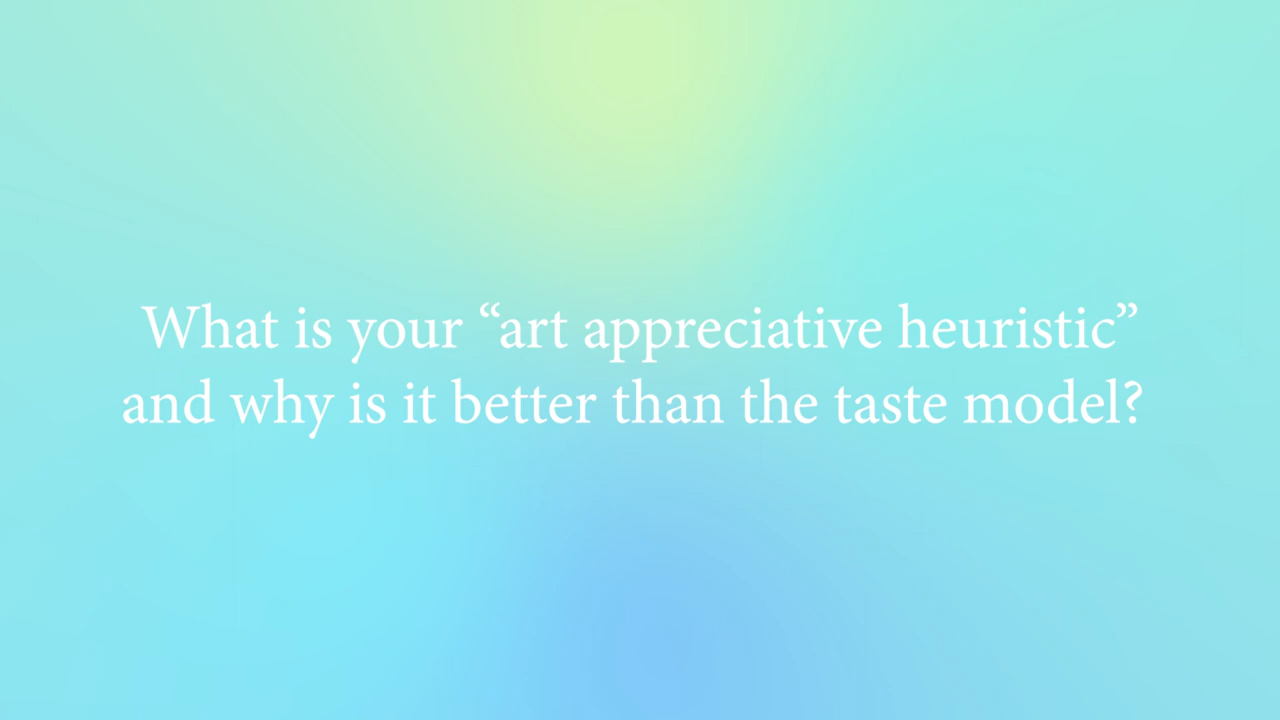 What is your “art appreciative heuristic”
and why is it better than the taste model?